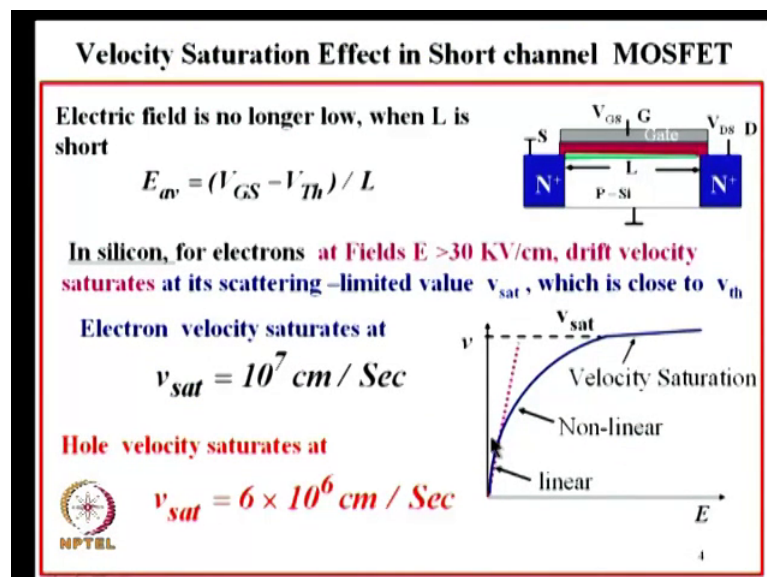 Velocity Saturation Effect in Short channel MOSFET
Electric field is no longer low, when L is
short
E_av = (V_GS – V_Th) / L
V_GS G
V_DS D
S
Gate
L
N+
P – Si
N+
In silicon, for electrons at Fields E >30 KV/cm, drift velocity
saturates at its scattering –limited value v_sat , which is close to v_th
Electron velocity saturates at
v_sat = 10^7 cm / Sec
Hole velocity saturates at
v_sat = 6 × 10^6 cm / Sec
v
V_sat
Velocity Saturation
Non-linear
linear
E
NPTEL
4